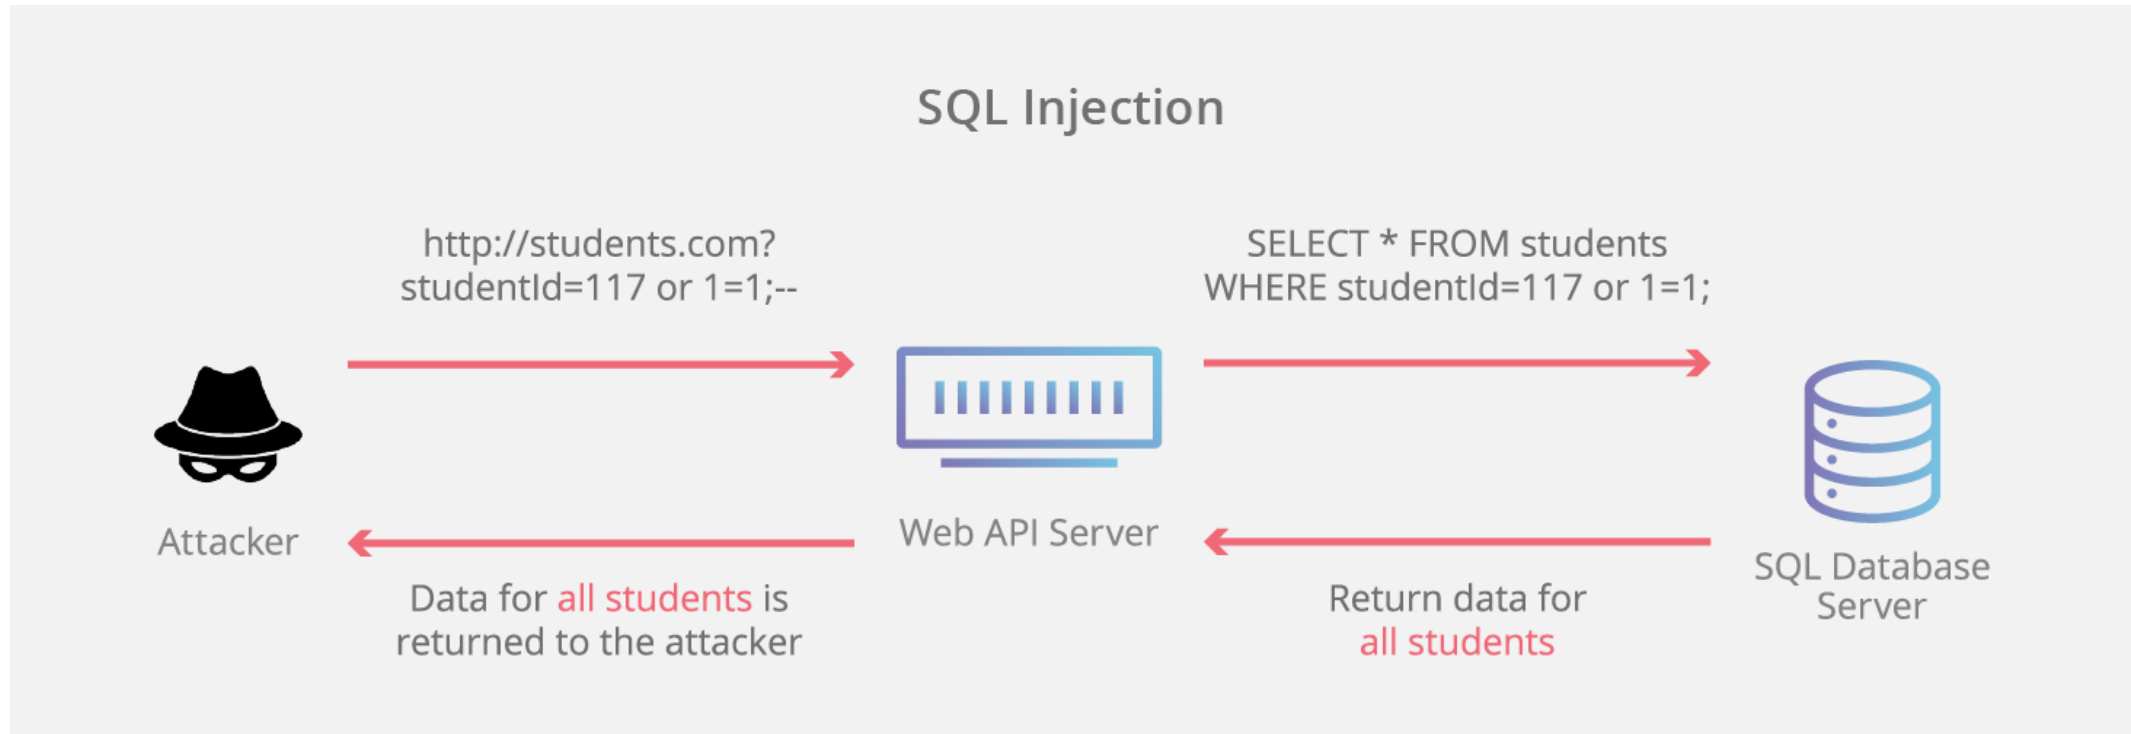 SQL Injection
http://students.com?
studentId=117 or 1=1;--
SELECT * FROM students
WHERE studentId=117 or 1=1;
Attacker
Web API Server
SQL Database
Server
Data for all students is
returned to the attacker
Return data for
all students